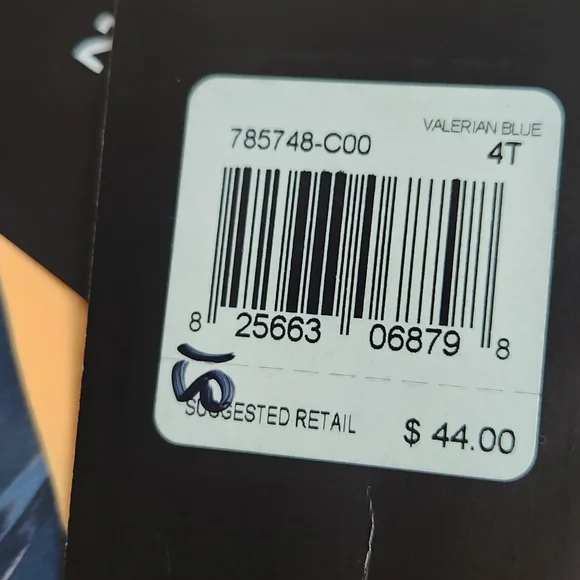 VALERIAN BLUE
785748-C00
4T
8 25663 06879 8
SUGGESTED RETAIL
$ 44.00